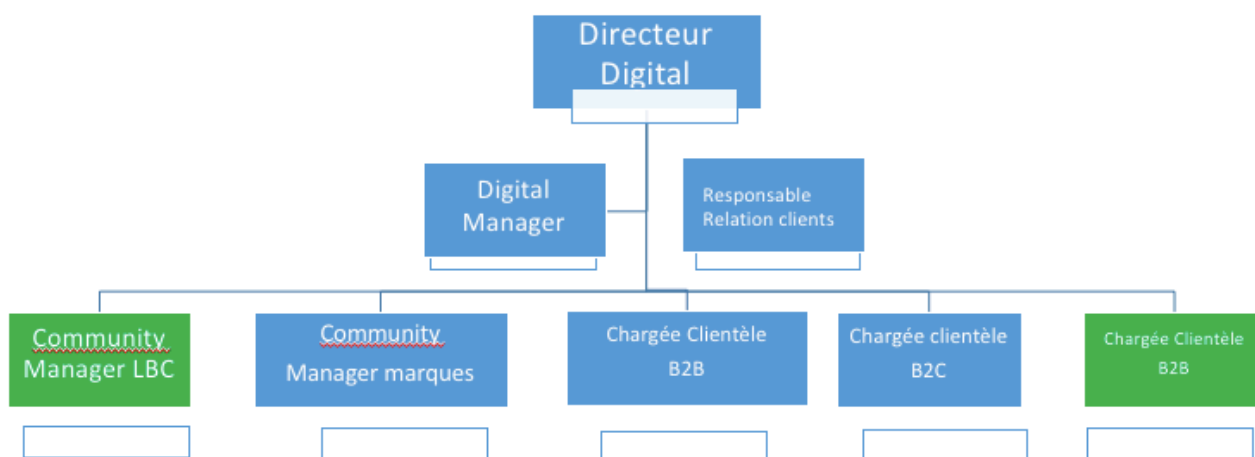 Directeur
Digital
Digital
Manager
Responsable
Relation clients
Community
Manager LBC
Community
Manager marques
Chargée Clientèle
B2B
Chargée clientèle
B2C
Chargée Clientèle
B2B